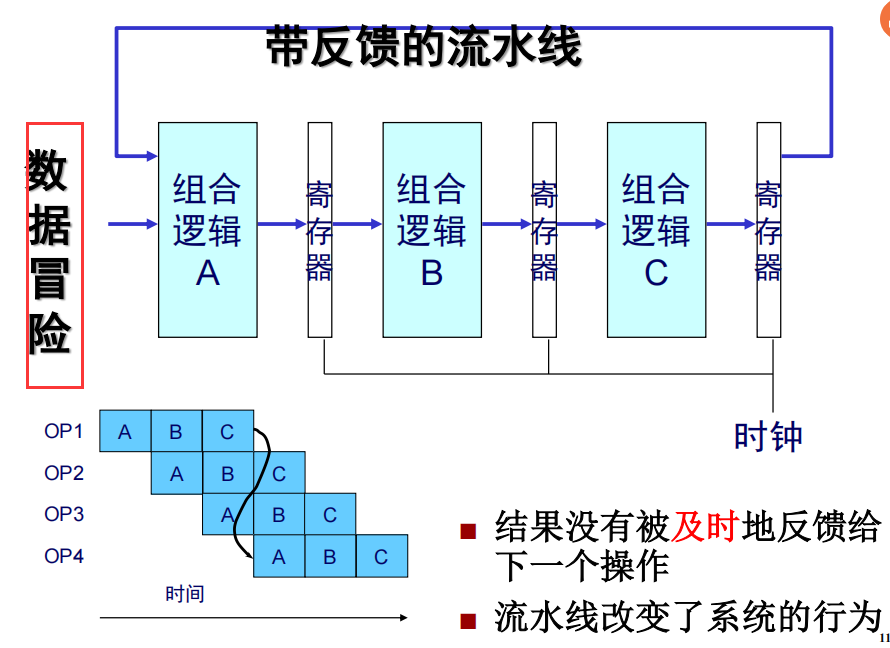 带反馈的流水线
数据冒险
组合
逻辑
A
寄存器
组合
逻辑
B
寄存器
组合
逻辑
C
寄存器
时钟
OP1 A B C
OP2 A B C
OP3 A B C
OP4 A B C
时间
结果没有被及时地反馈给
下一个操作
流水线改变了系统的行为
11